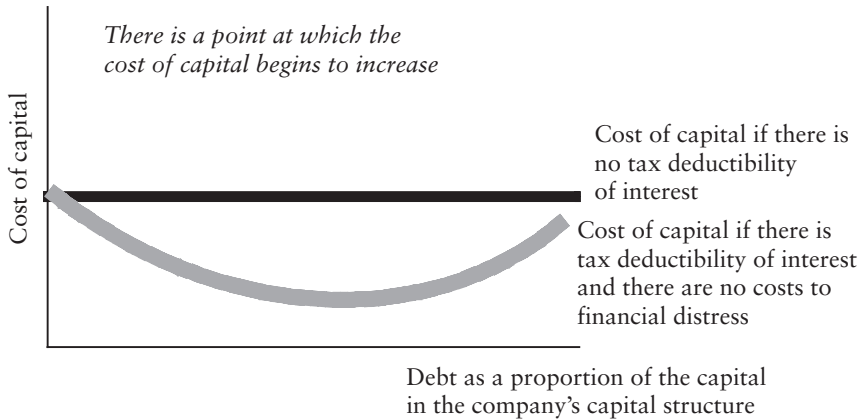 There is a point at which the
cost of capital begins to increase
Cost of capital
Cost of capital if there is
no tax deductibility
of interest
Cost of capital if there is
tax deductibility of interest
and there are no costs to
financial distress
Debt as a proportion of the capital
in the company's capital structure